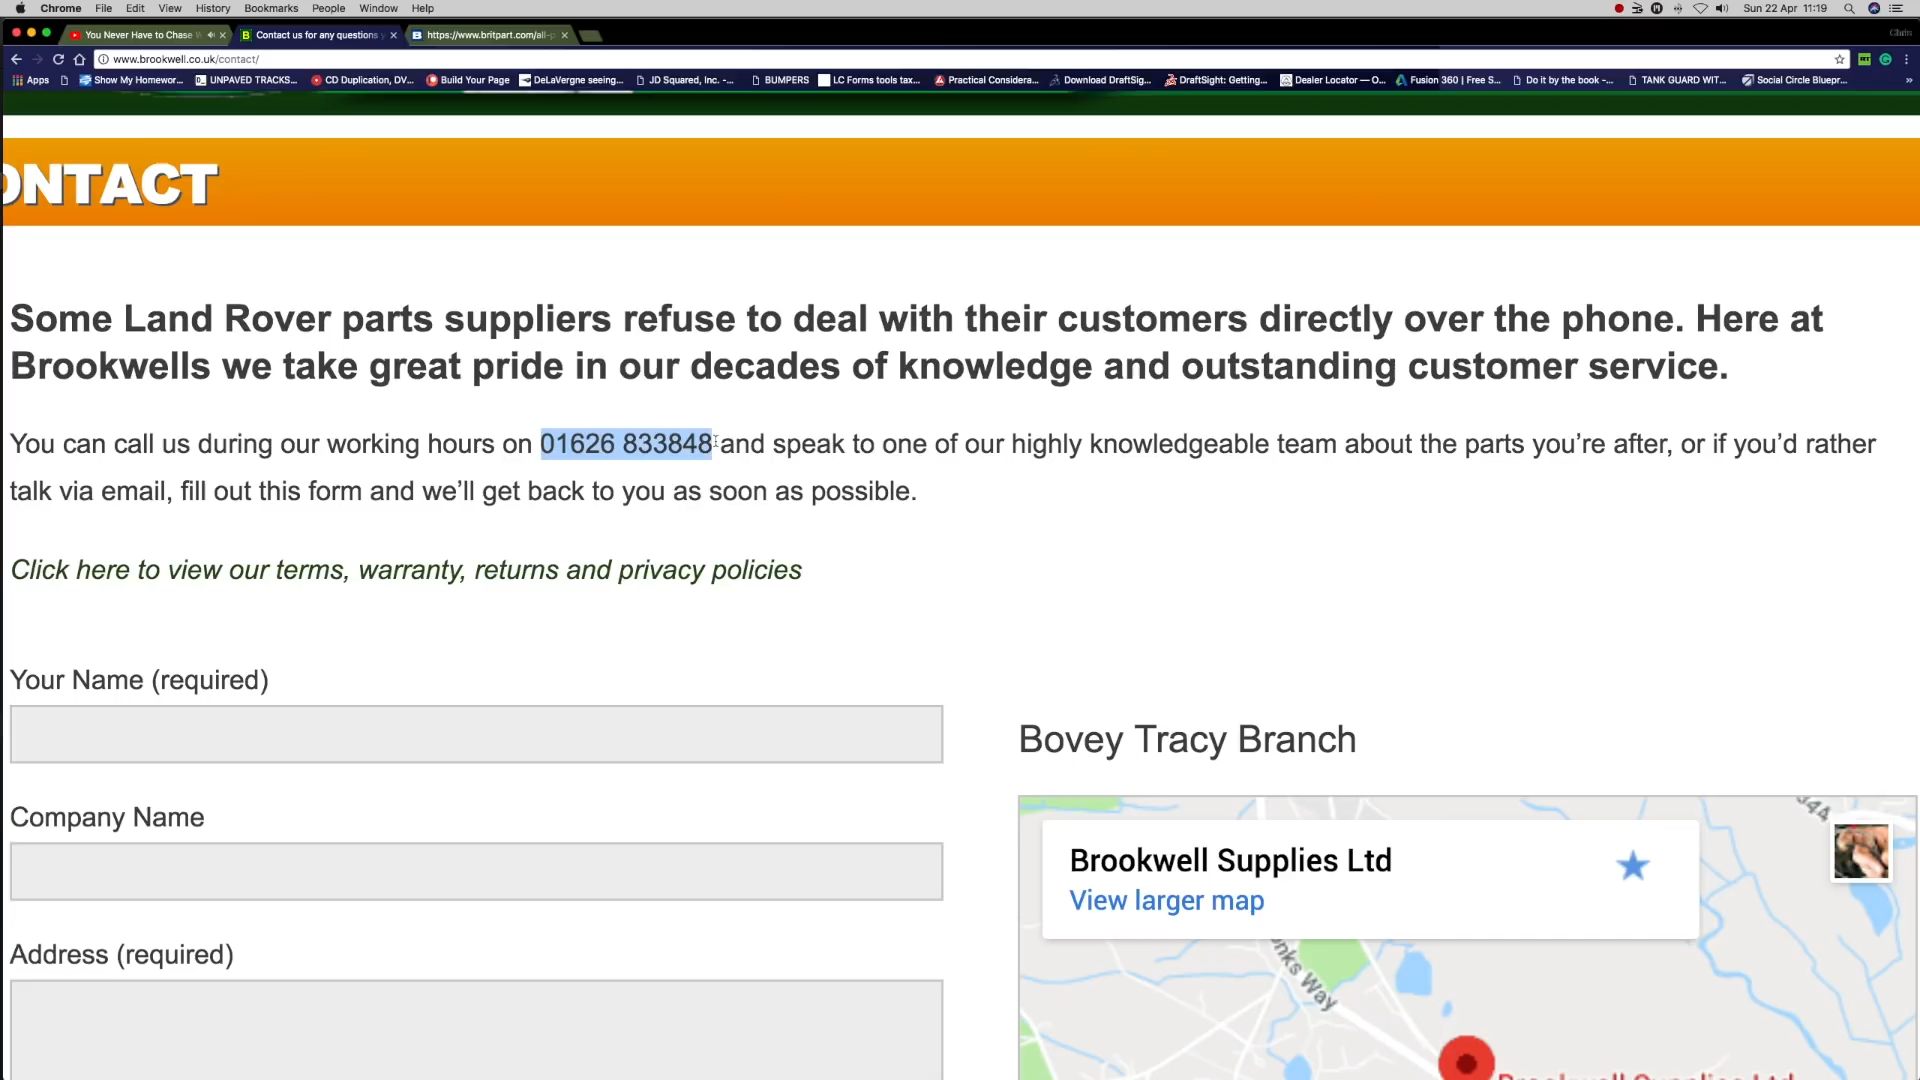 Chrome File Edit View History Bookmarks People Window Help Sun 22 Apr 11:19
You Never Have to Chase Contact us for any questions https://www.britpart.com/all-p Chris
www.brookwell.co.uk/contact/
Apps Show My Homewor... UNPAVED TRACKS... CD Duplication, DV... Build Your Page DeLaVergne seeing... JD Squared, Inc. -... BUMPERS LC Forms tools tax... Practical Considera... Download DraftSig... DraftSight: Getting... Dealer Locator — O... Fusion 360 | Free S... Do it by the book -... TANK GUARD WIT... Social Circle Bluepr... »
ONTACT
Some Land Rover parts suppliers refuse to deal with their customers directly over the phone. Here at
Brookwells we take great pride in our decades of knowledge and outstanding customer service.
You can call us during our working hours on 01626 833848 and speak to one of our highly knowledgeable team about the parts you're after, or if you'd rather
talk via email, fill out this form and we'll get back to you as soon as possible.
Click here to view our terms, warranty, returns and privacy policies
Your Name (required)
Bovey Tracy Branch
Company Name
Brookwell Supplies Ltd
View larger map
Address (required)
onks Way
Brookwell Supplies Ltd